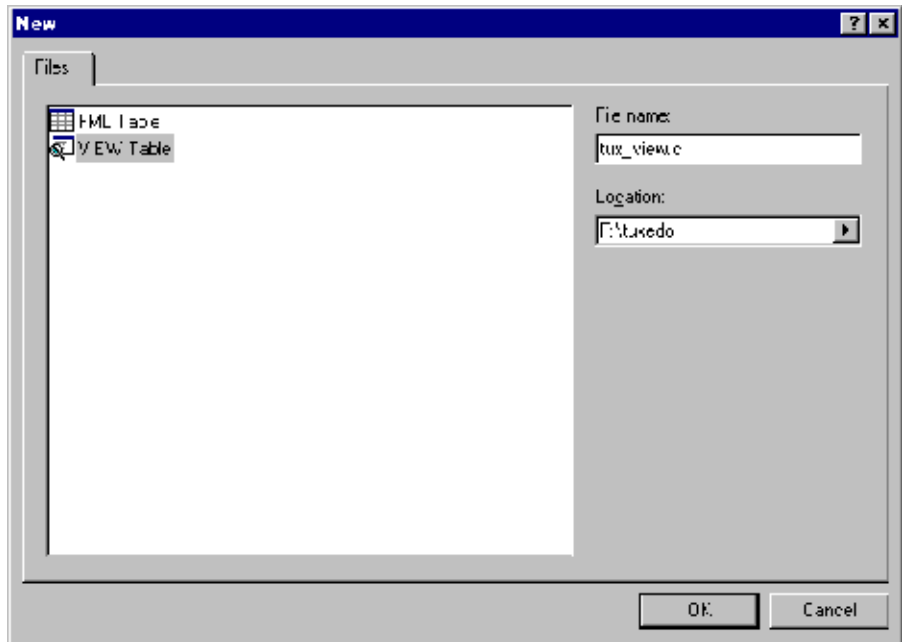 New
Files
FML Table
VIEW Table
File name:
tux_view.c
Location:
F:\tuxedo
OK
Cancel